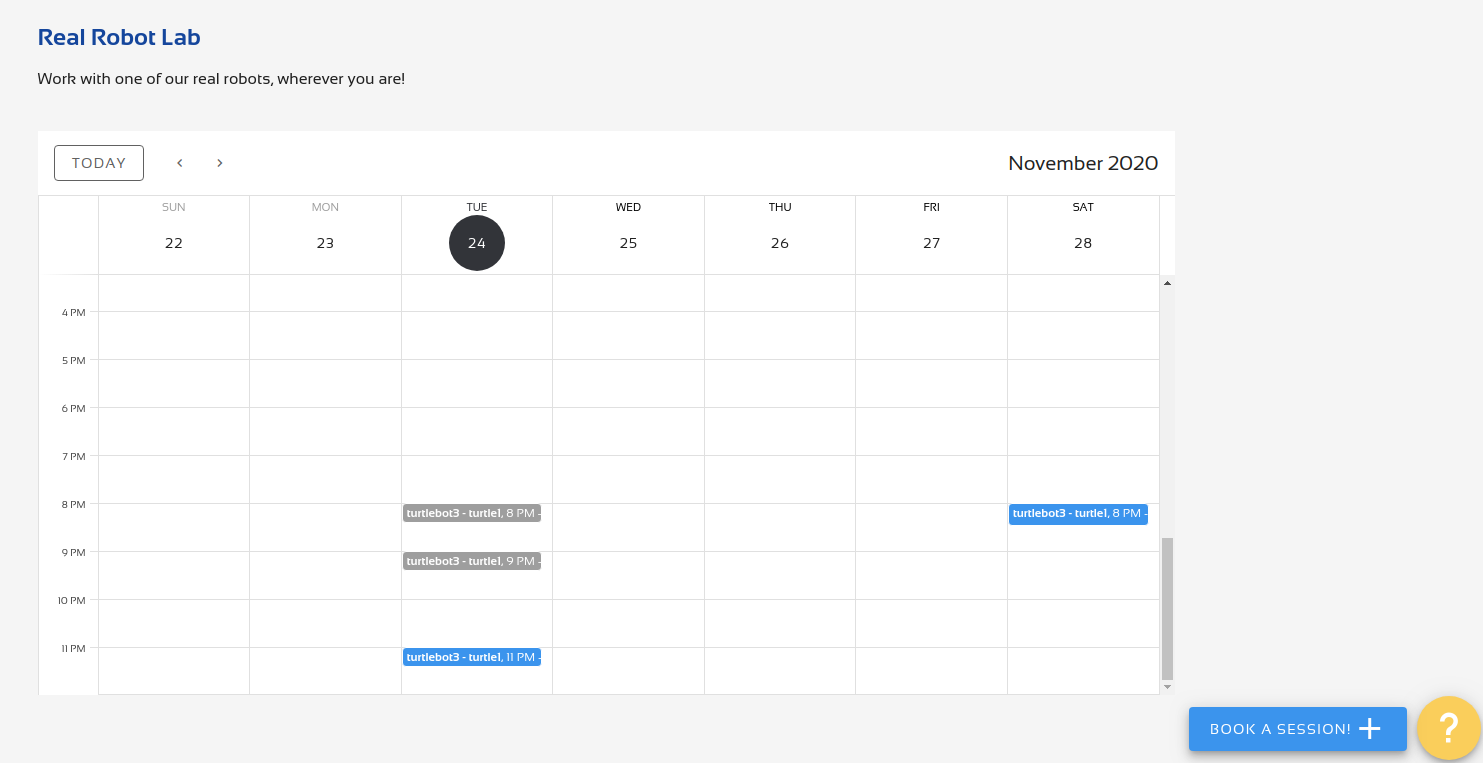 Real Robot Lab
Work with one of our real robots, wherever you are!
TODAY < > November 2020
SUN MON TUE WED THU FRI SAT
22 23 24 25 26 27 28
4 PM
5 PM
6 PM
7 PM
8 PM turtlebot3 - turtle1, 8 PM - turtlebot3 - turtle1, 8 PM -
9 PM turtlebot3 - turtle1, 9 PM -
10 PM
11 PM turtlebot3 - turtle1, 11 PM -
BOOK A SESSION! + ?